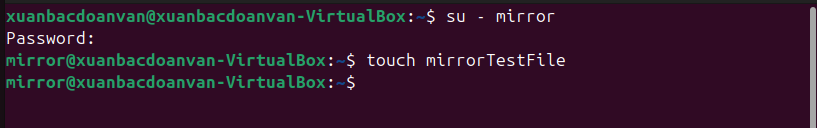 xuanbacdoanvan@xuanbacdoanvan-VirtualBox:~$ su - mirror
Password:
mirror@xuanbacdoanvan-VirtualBox:~$ touch mirrorTestFile
mirror@xuanbacdoanvan-VirtualBox:~$